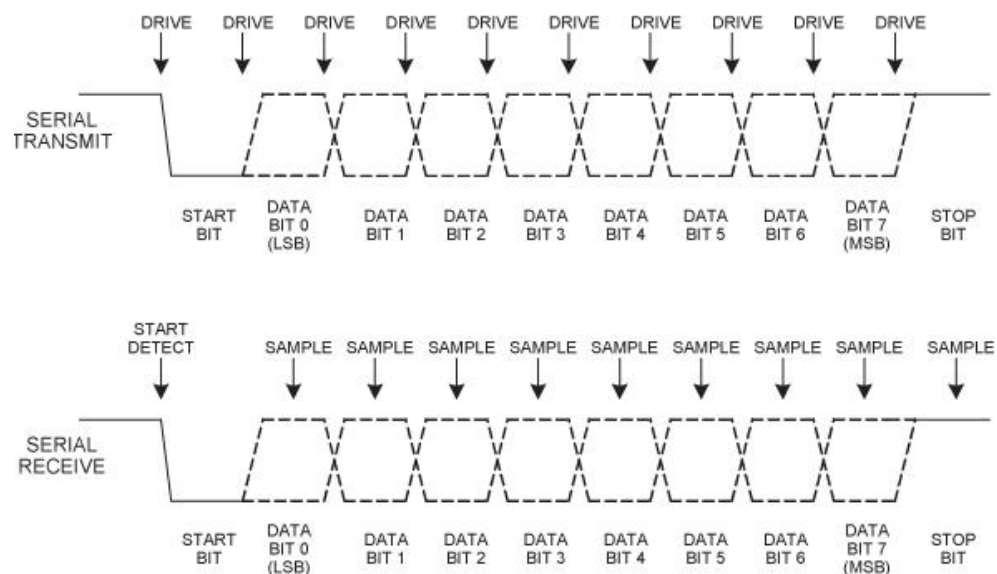 DRIVE DRIVE DRIVE DRIVE DRIVE DRIVE DRIVE DRIVE DRIVE DRIVE
SERIAL
TRANSMIT
START
BIT
DATA
BIT 0
(LSB)
DATA
BIT 1
DATA
BIT 2
DATA
BIT 3
DATA
BIT 4
DATA
BIT 5
DATA
BIT 6
DATA
BIT 7
(MSB)
STOP
BIT
START
DETECT
SAMPLE SAMPLE SAMPLE SAMPLE SAMPLE SAMPLE SAMPLE SAMPLE SAMPLE
SERIAL
RECEIVE
START
BIT
DATA
BIT 0
(LSB)
DATA
BIT 1
DATA
BIT 2
DATA
BIT 3
DATA
BIT 4
DATA
BIT 5
DATA
BIT 6
DATA
BIT 7
(MSB)
STOP
BIT